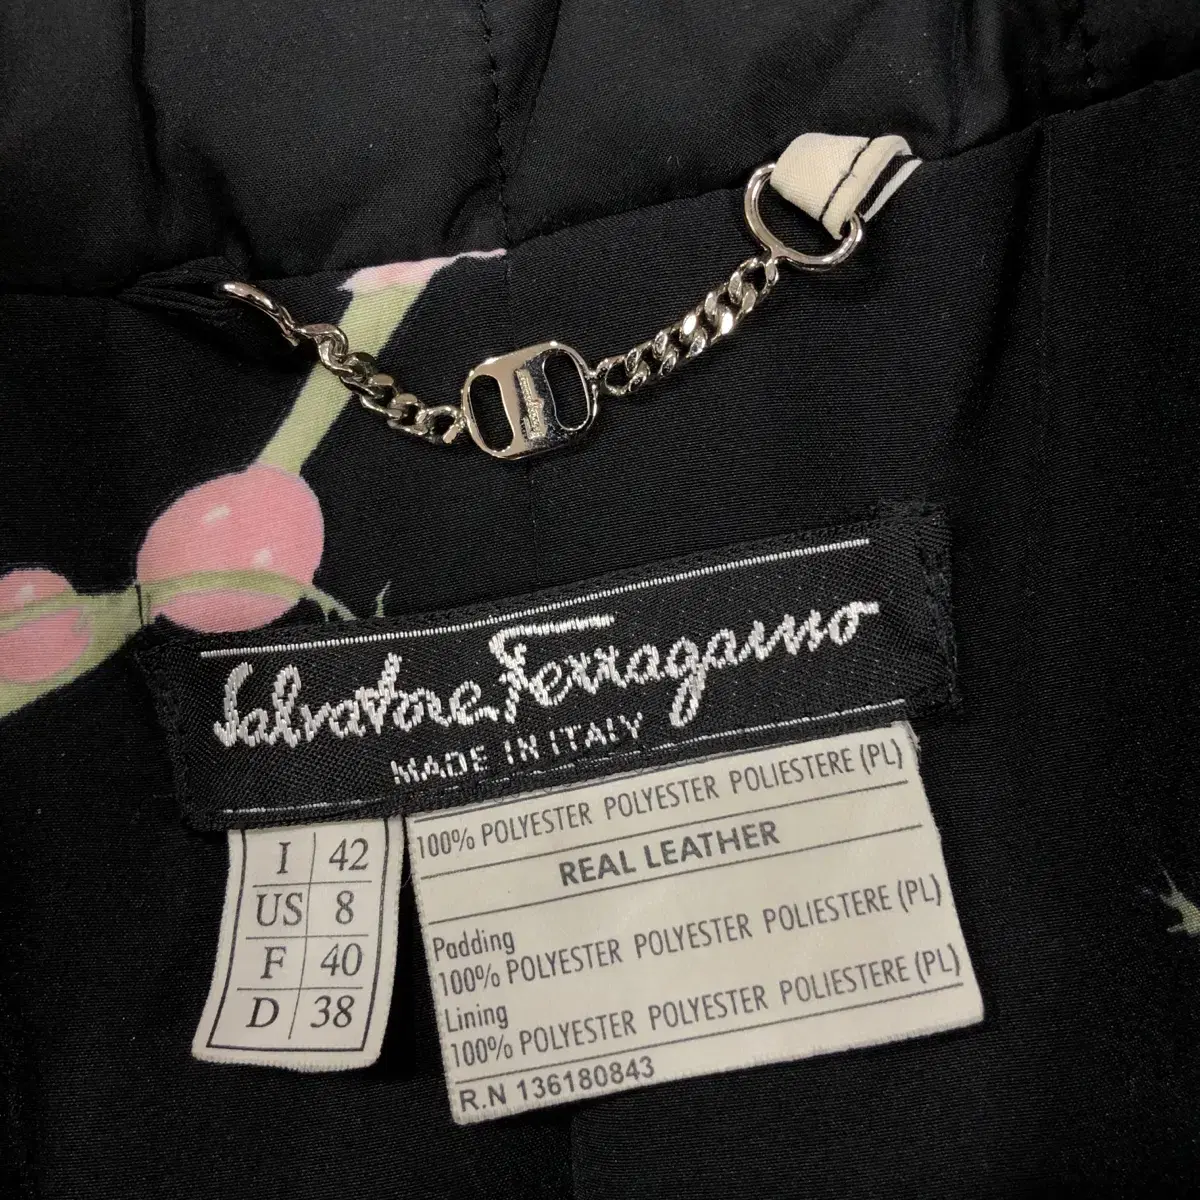 Salvatore Ferragamo
MADE IN ITALY
I 42
US 8
F 40
D 38
100% POLYESTER POLYESTER POLIESTERE (PL)
REAL LEATHER
Padding
100% POLYESTER POLYESTER POLIESTERE (PL)
Lining
100% POLYESTER POLYESTER POLIESTERE (PL)
R.N 136180843